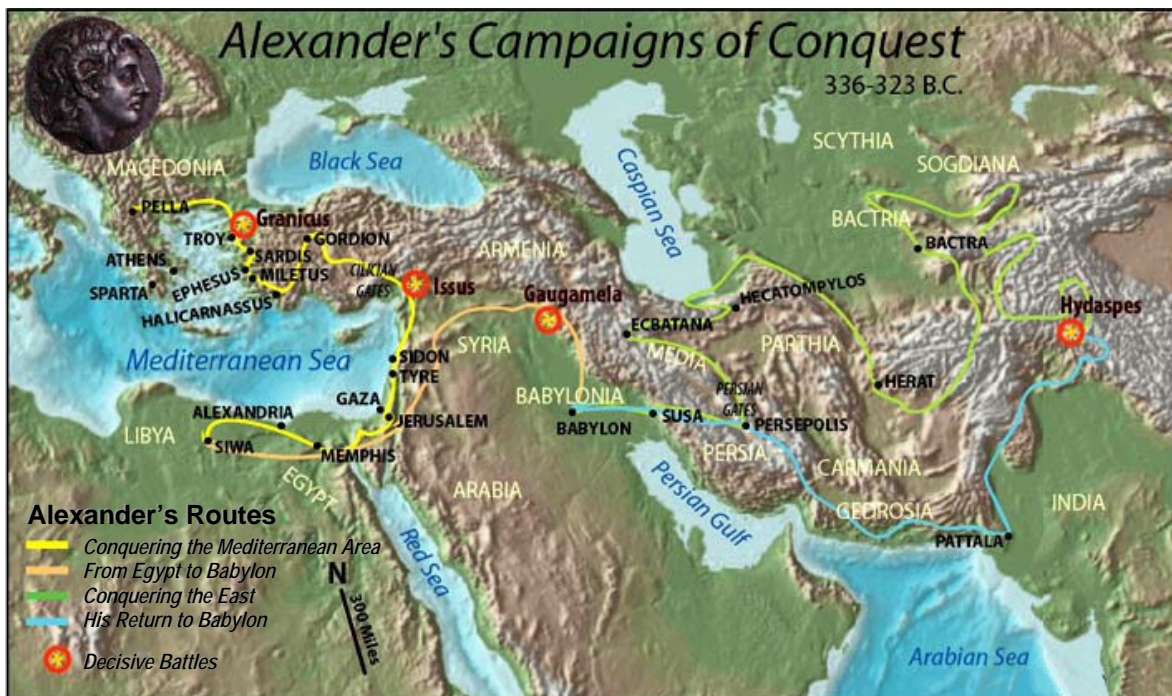 Alexander's Campaigns of Conquest
336-323 B.C.
MACEDONIA
Black Sea
Caspian Sea
SCYTHIA
SOGDIANA
PELLA
Granicus
TROY
GORDION
ARMENIA
BACTRIA
BACTRA
ATHENS
SARDIS
SPARTA
EPHESUS
MILETUS
CILICIAN
GATES
Issus
HALICARNASSUS
Gaugamela
HECATOMPYLOS
Hydaspes
ECBATANA
Mediterranean Sea
SYRIA
MEDIA
PARTHIA
SIDON
TYRE
HERAT
GAZA
BABYLONIA
PERSIAN
GATES
ALEXANDRIA
JERUSALEM
BABYLON
SUSA
PERSEPOLIS
LIBYA
SIWA
MEMPHIS
PERSIA
CARMANIA
EGYPT
ARABIA
Persian Gulf
GEDROSIA
INDIA
PATTALA
Red Sea
Arabian Sea
Alexander's Routes
Conquering the Mediterranean Area
From Egypt to Babylon
Conquering the East
His Return to Babylon
Decisive Battles
N
300 Miles